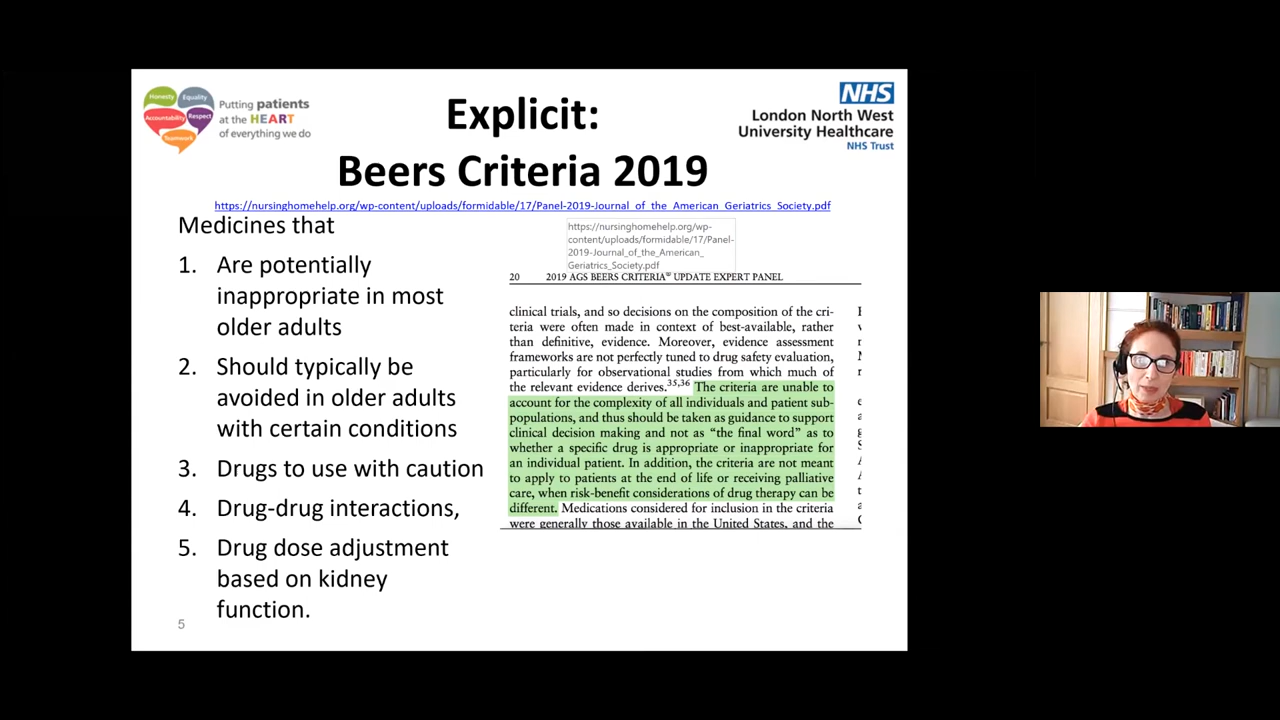 Honesty
Equality
Accountability
Respect
Teamwork
Putting patients
at the HEART
of everything we do
Explicit:
Beers Criteria 2019
NHS
London North West
University Healthcare
NHS Trust
https://nursinghomehelp.org/wp-content/uploads/formidable/17/Panel-2019-Journal_of_the_American_Geriatrics_Society.pdf
Medicines that
1. Are potentially
inappropriate in most
older adults
2. Should typically be
avoided in older adults
with certain conditions
3. Drugs to use with caution
4. Drug-drug interactions,
5. Drug dose adjustment
based on kidney
function.
5
https://nursinghomehelp.org/wp-
content/uploads/formidable/17/Panel-
2019-Journal_of_the_American_
Geriatrics_Society.pdf
20 2019 AGS BEERS CRITERIA® UPDATE EXPERT PANEL
clinical trials, and so decisions on the composition of the cri-
teria were often made in context of best-available, rather
than definitive, evidence. Moreover, evidence assessment
frameworks are not perfectly tuned to drug safety evaluation,
particularly for observational studies from which much of
the relevant evidence derives.35,36 The criteria are unable to
account for the complexity of all individuals and patient sub-
populations, and thus should be taken as guidance to support
clinical decision making and not as “the final word” as to
whether a specific drug is appropriate or inappropriate for
an individual patient. In addition, the criteria are not meant
to apply to patients at the end of life or receiving palliative
care, when risk-benefit considerations of drug therapy can be
different. Medications considered for inclusion in the criteria
were generally those available in the United States, and the